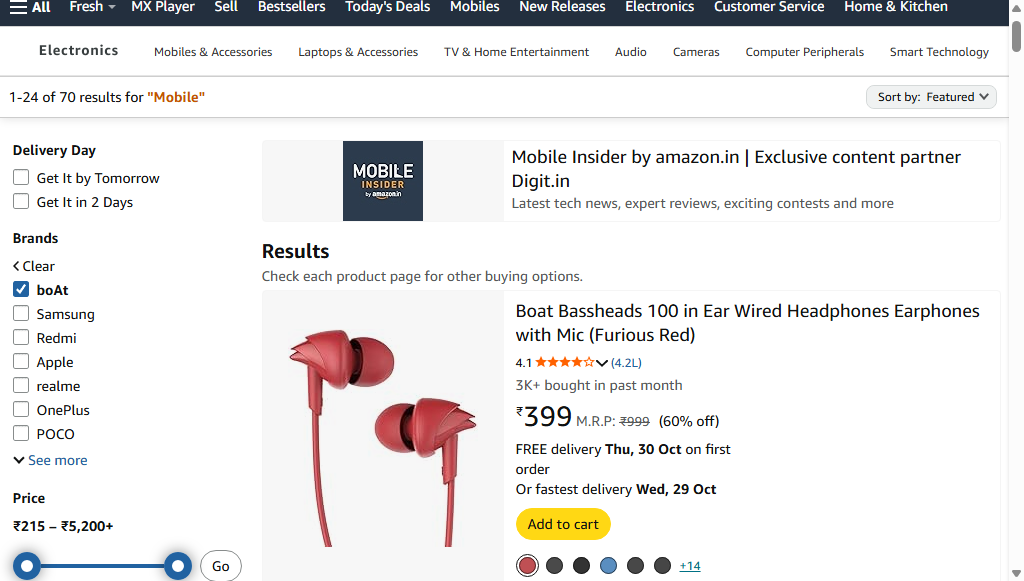 All Fresh MX Player Sell Bestsellers Today's Deals Mobiles New Releases Electronics Customer Service Home & Kitchen
Electronics Mobiles & Accessories Laptops & Accessories TV & Home Entertainment Audio Cameras Computer Peripherals Smart Technology
1-24 of 70 results for "Mobile"
Sort by: Featured
Delivery Day
Get It by Tomorrow
Get It in 2 Days
Brands
Clear
boAt
Samsung
Redmi
Apple
realme
OnePlus
POCO
See more
Price
₹215 – ₹5,200+
Go
MOBILE
INSIDER
by amazon.in
Mobile Insider by amazon.in | Exclusive content partner
Digit.in
Latest tech news, expert reviews, exciting contests and more
Results
Check each product page for other buying options.
Boat Bassheads 100 in Ear Wired Headphones Earphones
with Mic (Furious Red)
4.1 (4.2L)
3K+ bought in past month
₹399 M.R.P: ₹999 (60% off)
FREE delivery Thu, 30 Oct on first
order
Or fastest delivery Wed, 29 Oct
Add to cart
+14